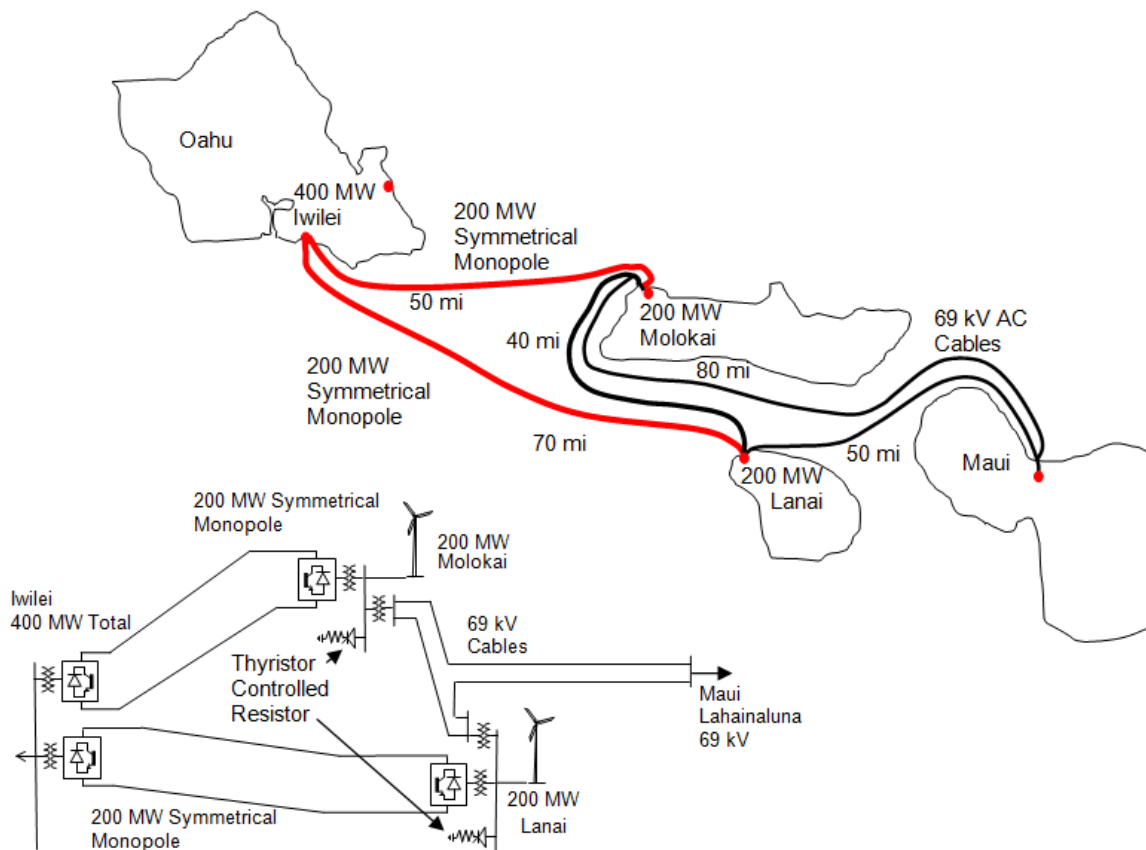 Oahu
400 MW
Iwilei
200 MW
Symmetrical
Monopole
50 mi
200 MW
Molokai
69 kV AC
Cables
40 mi
80 mi
200 MW
Symmetrical
Monopole
70 mi
50 mi
200 MW
Lanai
Maui
200 MW Symmetrical
Monopole
200 MW
Molokai
Iwilei
400 MW Total
69 kV
Cables
Thyristor
Controlled
Resistor
Maui
Lahainaluna
69 kV
200 MW
Lanai
200 MW Symmetrical
Monopole